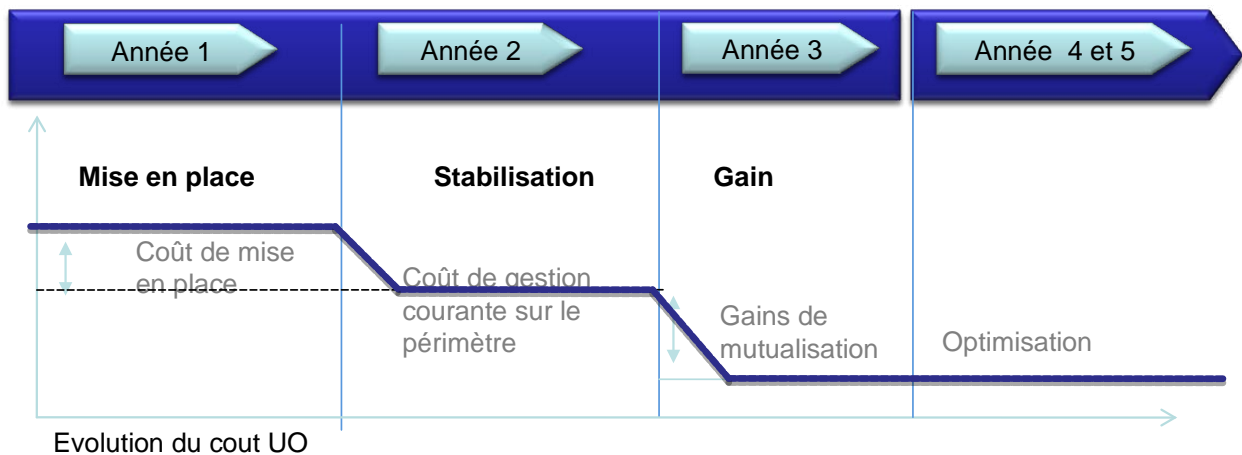 Année 1
Année 2
Année 3
Année 4 et 5
Mise en place
Stabilisation
Gain
Coût de mise
en place
Coût de gestion
courante sur le
périmètre
Gains de
mutualisation
Optimisation
Evolution du cout UO